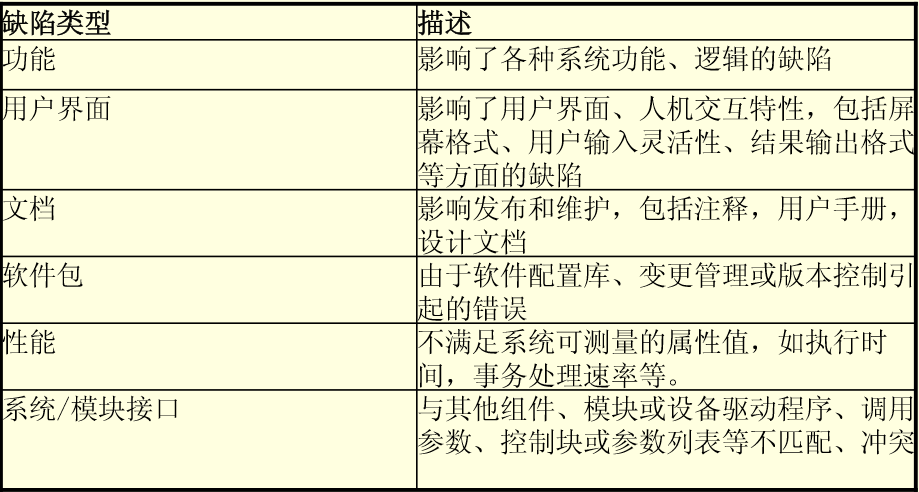 缺陷类型
描述
功能
影响了各种系统功能、逻辑的缺陷
用户界面
影响了用户界面、人机交互特性，包括屏
幕格式、用户输入灵活性、结果输出格式
等方面的缺陷
文档
影响发布和维护，包括注释，用户手册，
设计文档
软件包
由于软件配置库、变更管理或版本控制引
起的错误
性能
不满足系统可测量的属性值，如执行时
间，事务处理速率等。
系统/模块接口
与其他组件、模块或设备驱动程序、调用
参数、控制块或参数列表等不匹配、冲突